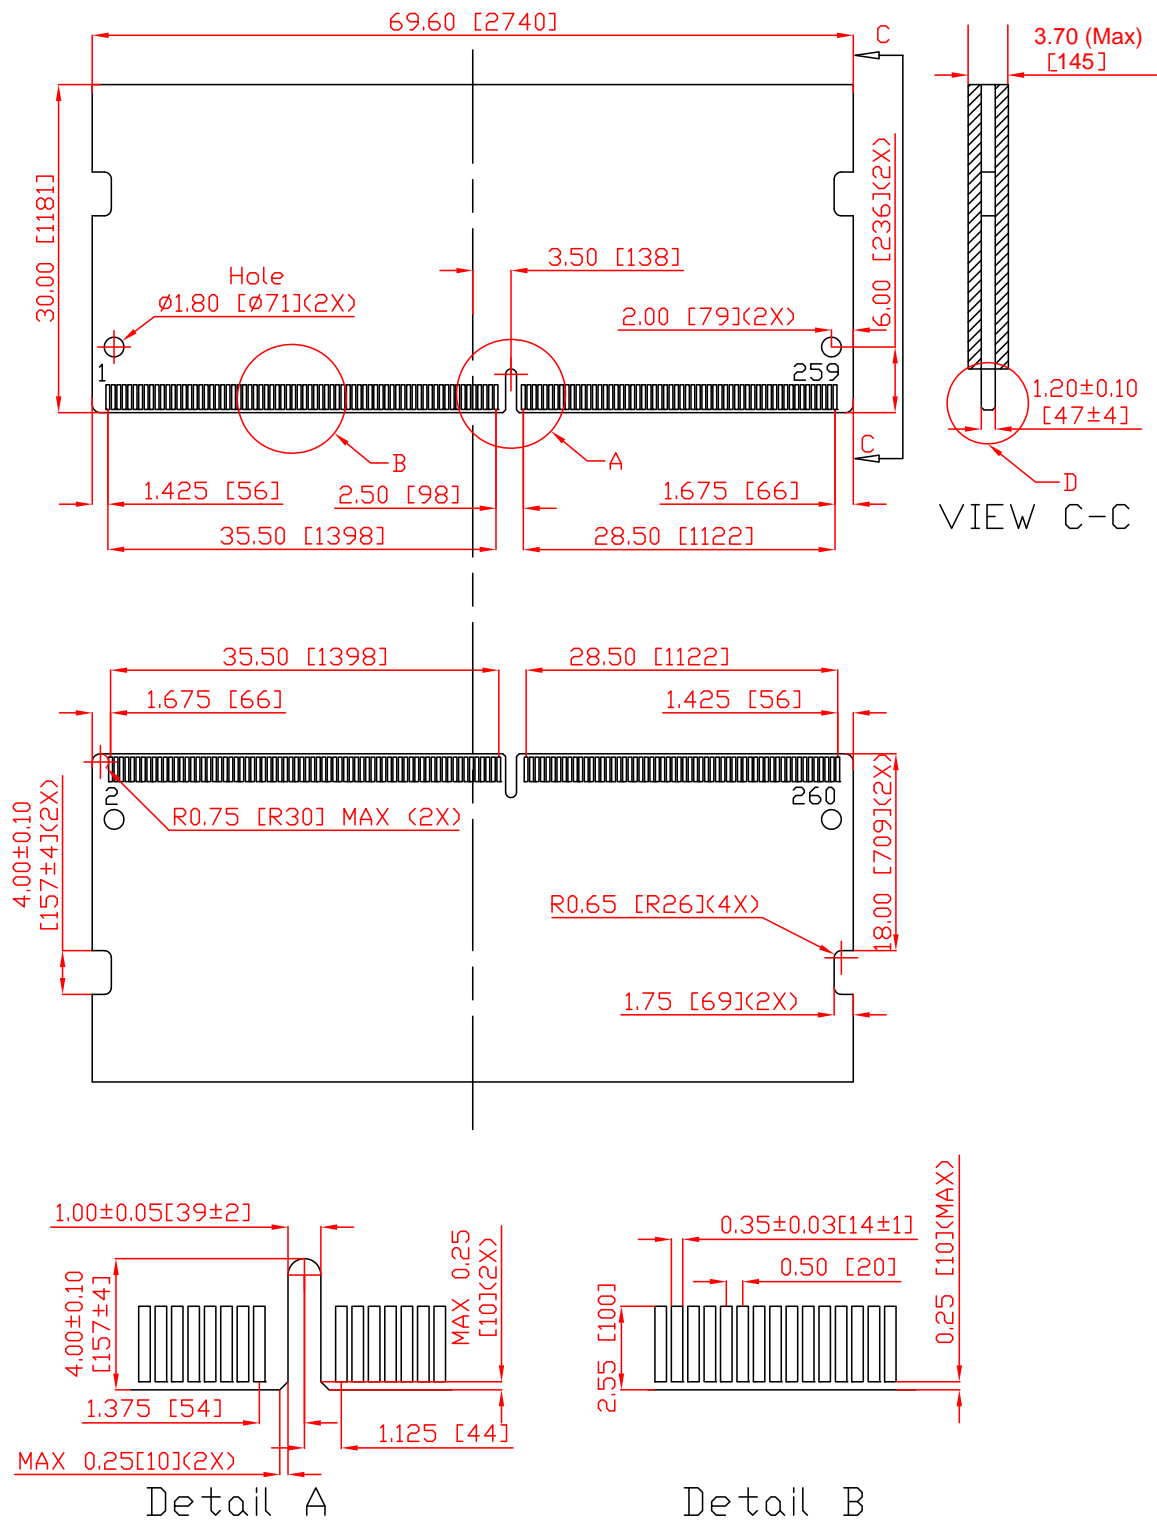 69.60 [2740]
C
3.70 (Max)
[145]
30.00 [1181]
6.00 [236](2X)
3.50 [138]
Hole
Ø1.80 [Ø71](2X)
2.00 [79](2X)
1
259
1.20±0.10
[47±4]
C
B
A
D
1.425 [56]
2.50 [98]
1.675 [66]
VIEW C-C
35.50 [1398]
28.50 [1122]
35.50 [1398]
28.50 [1122]
1.675 [66]
1.425 [56]
2
260
4.00±0.10
[157±4](2X)
R0.75 [R30] MAX (2X)
18.00 [709](2X)
R0.65 [R26](4X)
1.75 [69](2X)
1.00±0.05[39±2]
4.00±0.10
[157±4]
MAX 0.25
[10](2X)
0.35±0.03[14±1]
0.50 [20]
2.55 [100]
0.25 [10](MAX)
1.375 [54]
1.125 [44]
MAX 0.25[10](2X)
Detail A
Detail B